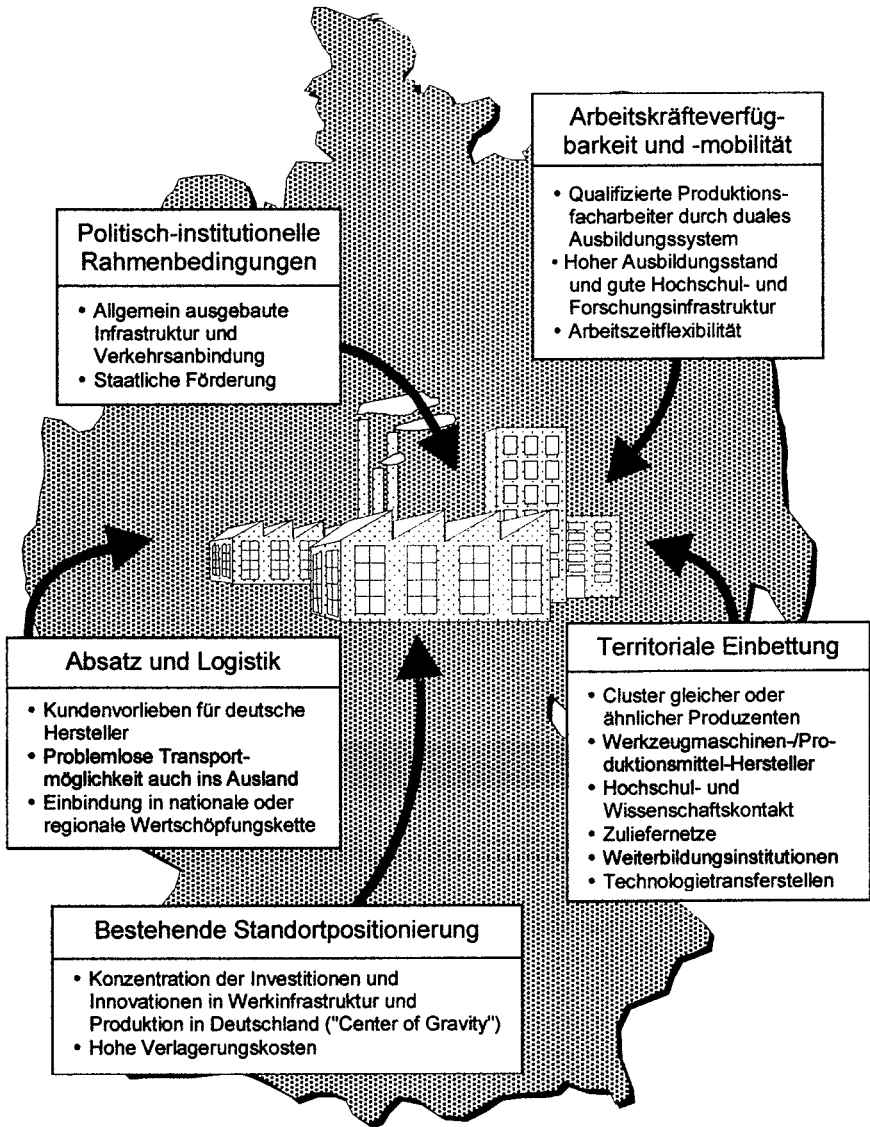 Arbeitskräfteverfüg-
barkeit und -mobilität
• Qualifizierte Produktions-
facharbeiter durch duales
Ausbildungssystem
• Hoher Ausbildungsstand
und gute Hochschul- und
Forschungsinfrastruktur
• Arbeitszeitflexibilität
Politisch-institutionelle
Rahmenbedingungen
• Allgemein ausgebaute
Infrastruktur und
Verkehrsanbindung
• Staatliche Förderung
Absatz und Logistik
• Kundenvorlieben für deutsche
Hersteller
• Problemlose Transport-
möglichkeit auch ins Ausland
• Einbindung in nationale oder
regionale Wertschöpfungskette
Territoriale Einbettung
• Cluster gleicher oder
ähnlicher Produzenten
• Werkzeugmaschinen-/Pro-
duktionsmittel-Hersteller
• Hochschul- und
Wissenschaftskontakt
• Zuliefernetze
• Weiterbildungsinstitutionen
• Technologietransferstellen
Bestehende Standortpositionierung
• Konzentration der Investitionen und
Innovationen in Werkinfrastruktur und
Produktion in Deutschland ("Center of Gravity")
• Hohe Verlagerungskosten